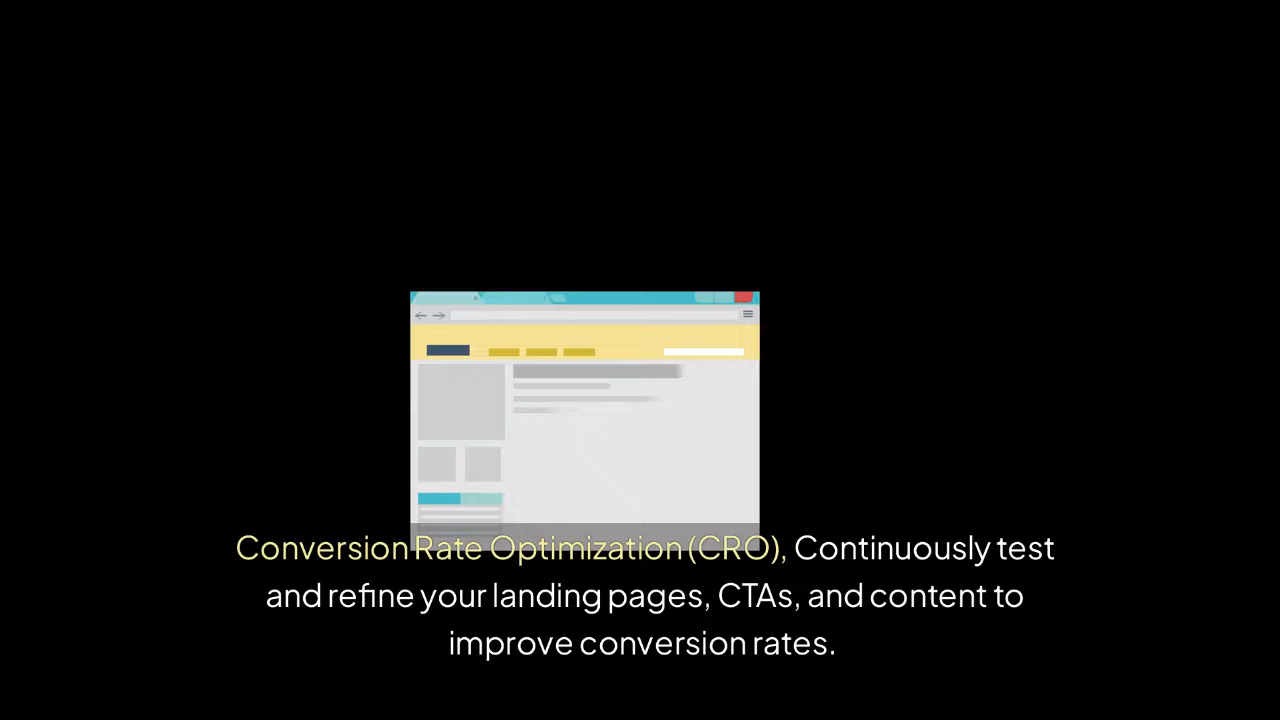 Conversion Rate Optimization (CRO), Continuously test
and refine your landing pages, CTAs, and content to
improve conversion rates.